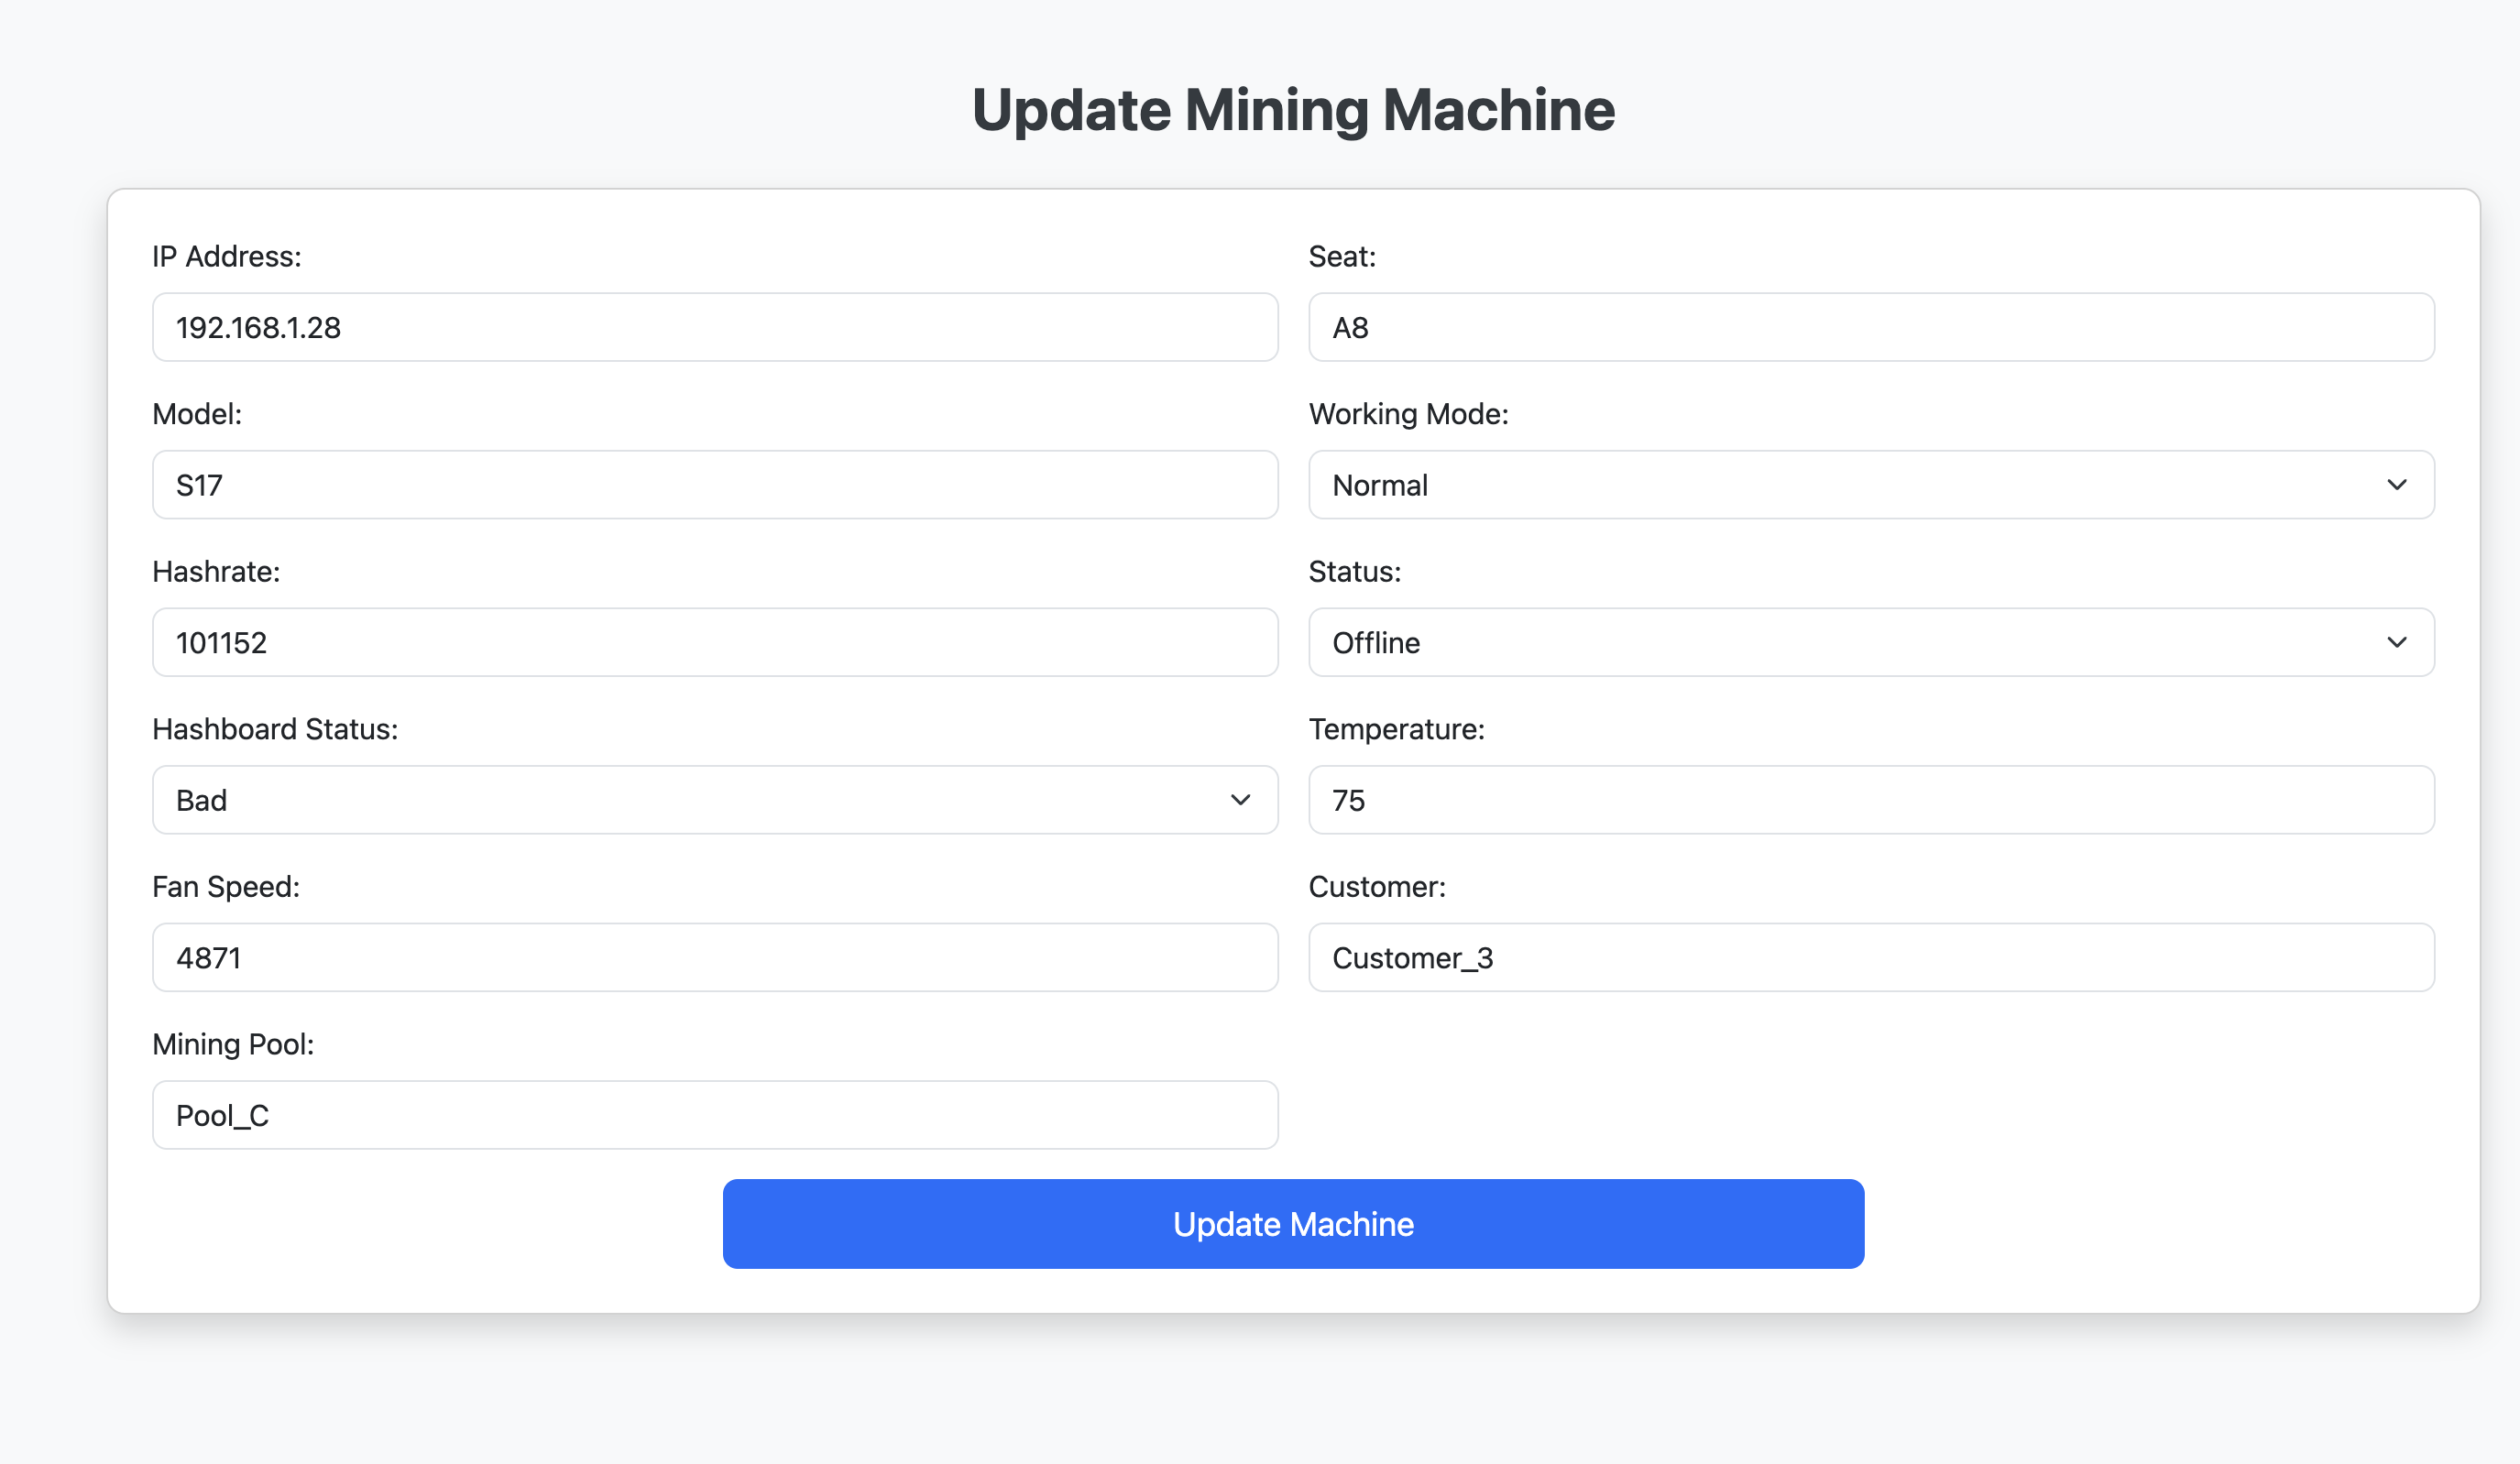 Update Mining Machine
IP Address:
Seat:
192.168.1.28
A8
Model:
Working Mode:
S17
Normal
Hashrate:
Status:
101152
Offline
Hashboard Status:
Temperature:
Bad
75
Fan Speed:
Customer:
4871
Customer_3
Mining Pool:
Pool_C
Update Machine